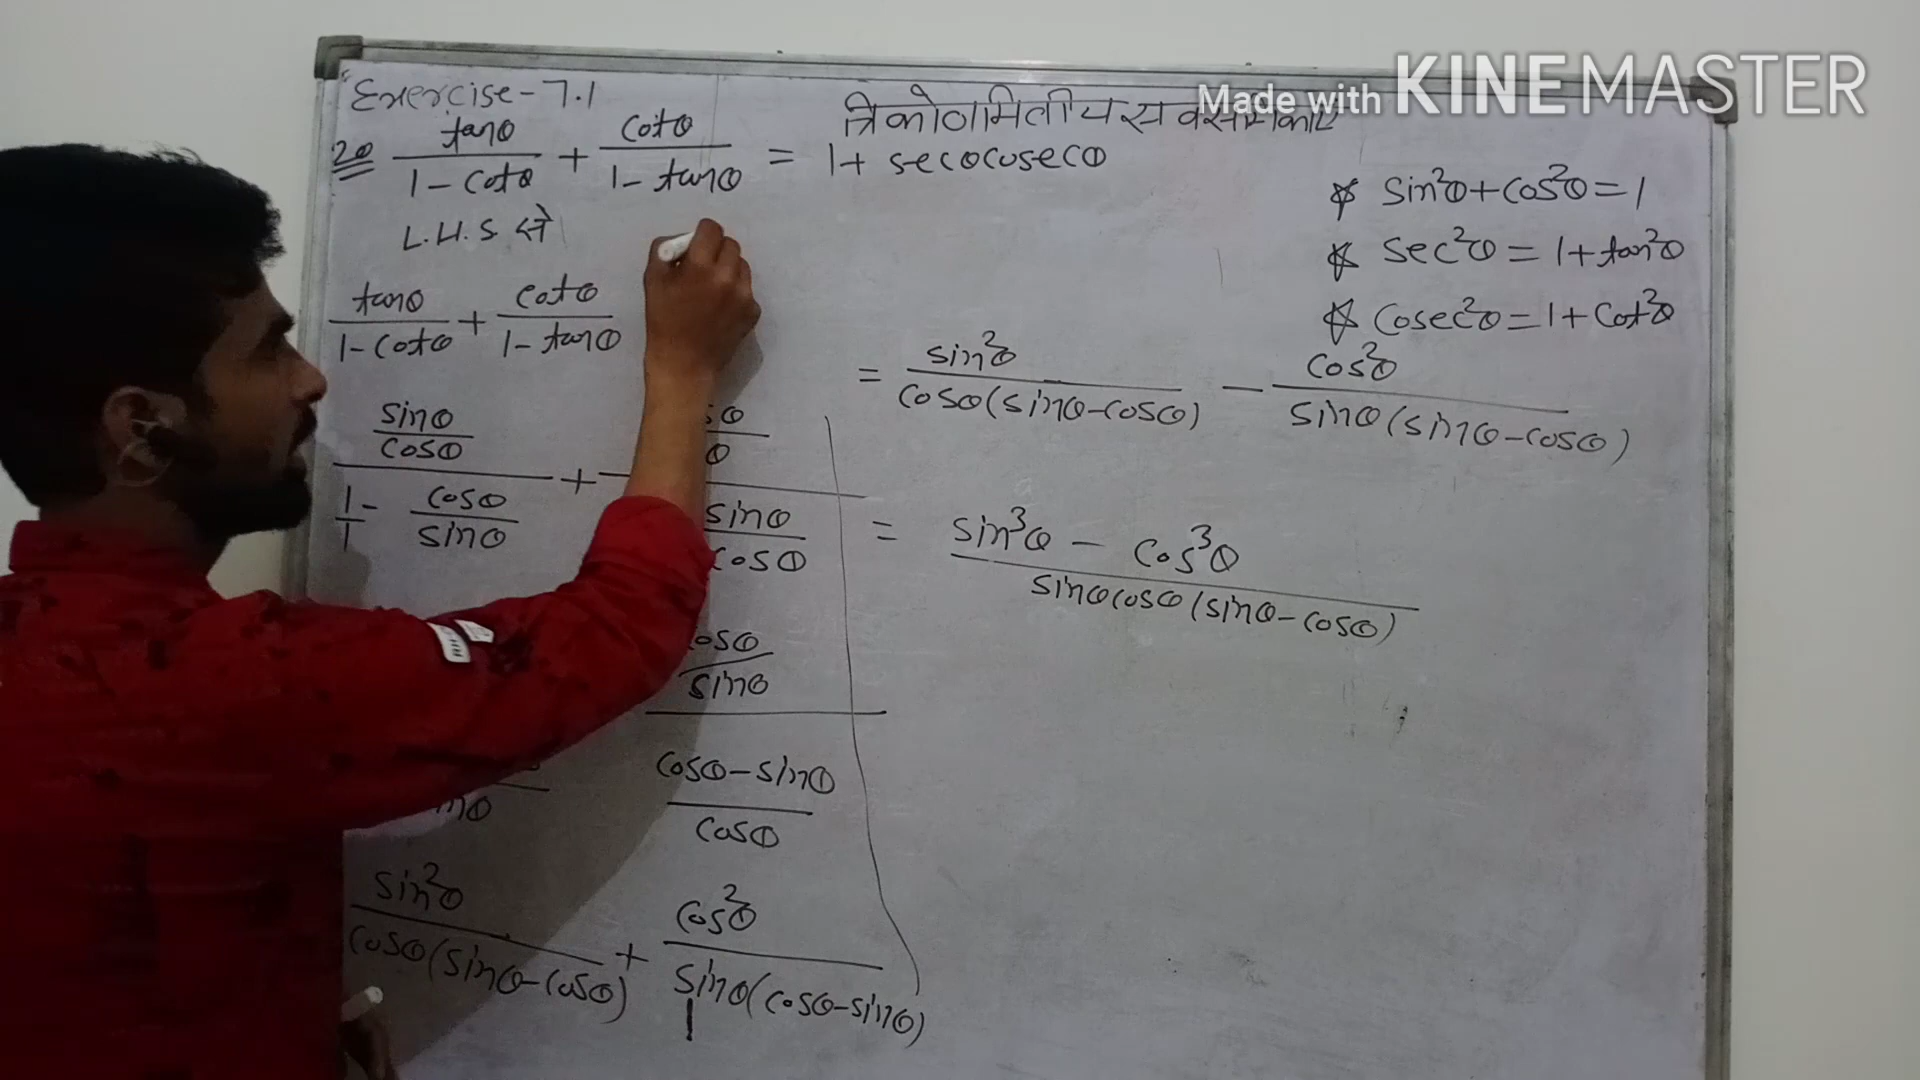 Made with KINEMASTER
Exercise-7.1
20 tanθ/(1-cotθ) + cotθ/(1-tanθ) = 1+secθcosecθ
L.H.S. से
tanθ/(1-cotθ) + cotθ/(1-tanθ)
sinθ/cosθ
1/1 - cosθ/sinθ +
sinθ
cosθ
cosθ/sinθ
cosθ-sinθ
cosθ
sin²θ/cosθ(sinθ-cosθ) + cos²θ/sinθ(cosθ-sinθ)
* sin²θ+cos²θ=1
* sec²θ=1+tan²θ
* cosec²θ=1+cot²θ
= sin²θ/cosθ(sinθ-cosθ) - cos²θ/sinθ(sinθ-cosθ)
= sin³θ - cos³θ/sinθcosθ(sinθ-cosθ)